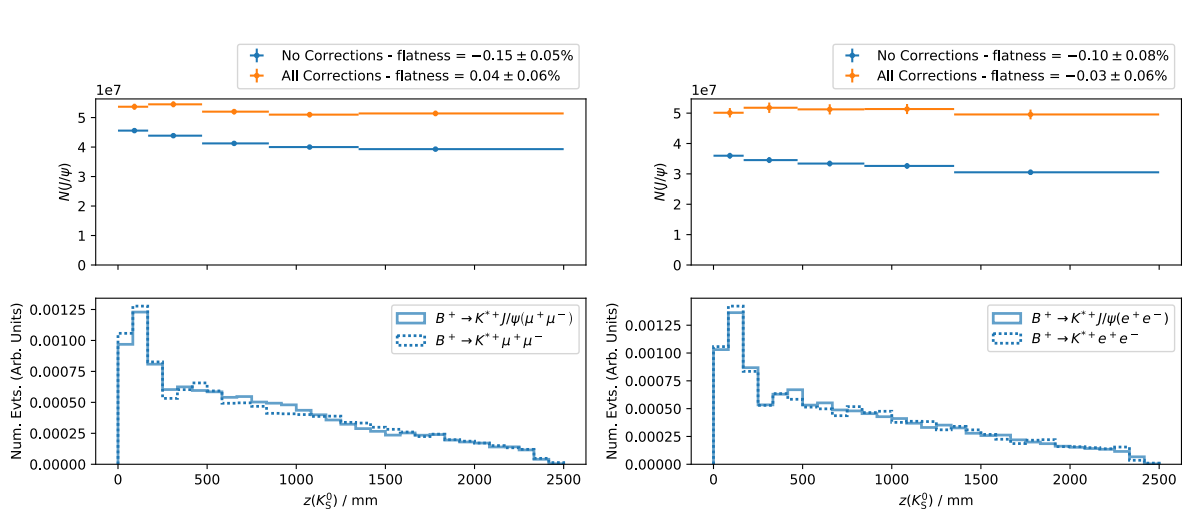 No Corrections - flatness = −0.15 ± 0.05%
All Corrections - flatness = 0.04 ± 0.06%
1e7
5
4
3
2
1
0
N(J/ψ)
0.00125
0.00100
0.00075
0.00050
0.00025
0.00000
Num. Evts. (Arb. Units)
B⁺ → K*⁺J/ψ(μ⁺μ⁻)
B⁺ → K*⁺μ⁺μ⁻
0 500 1000 1500 2000 2500
z(K_S^0) / mm
No Corrections - flatness = −0.10 ± 0.08%
All Corrections - flatness = −0.03 ± 0.06%
1e7
5
4
3
2
1
0
N(J/ψ)
0.00125
0.00100
0.00075
0.00050
0.00025
0.00000
Num. Evts. (Arb. Units)
B⁺ → K*⁺J/ψ(e⁺e⁻)
B⁺ → K*⁺e⁺e⁻
0 500 1000 1500 2000 2500
z(K_S^0) / mm